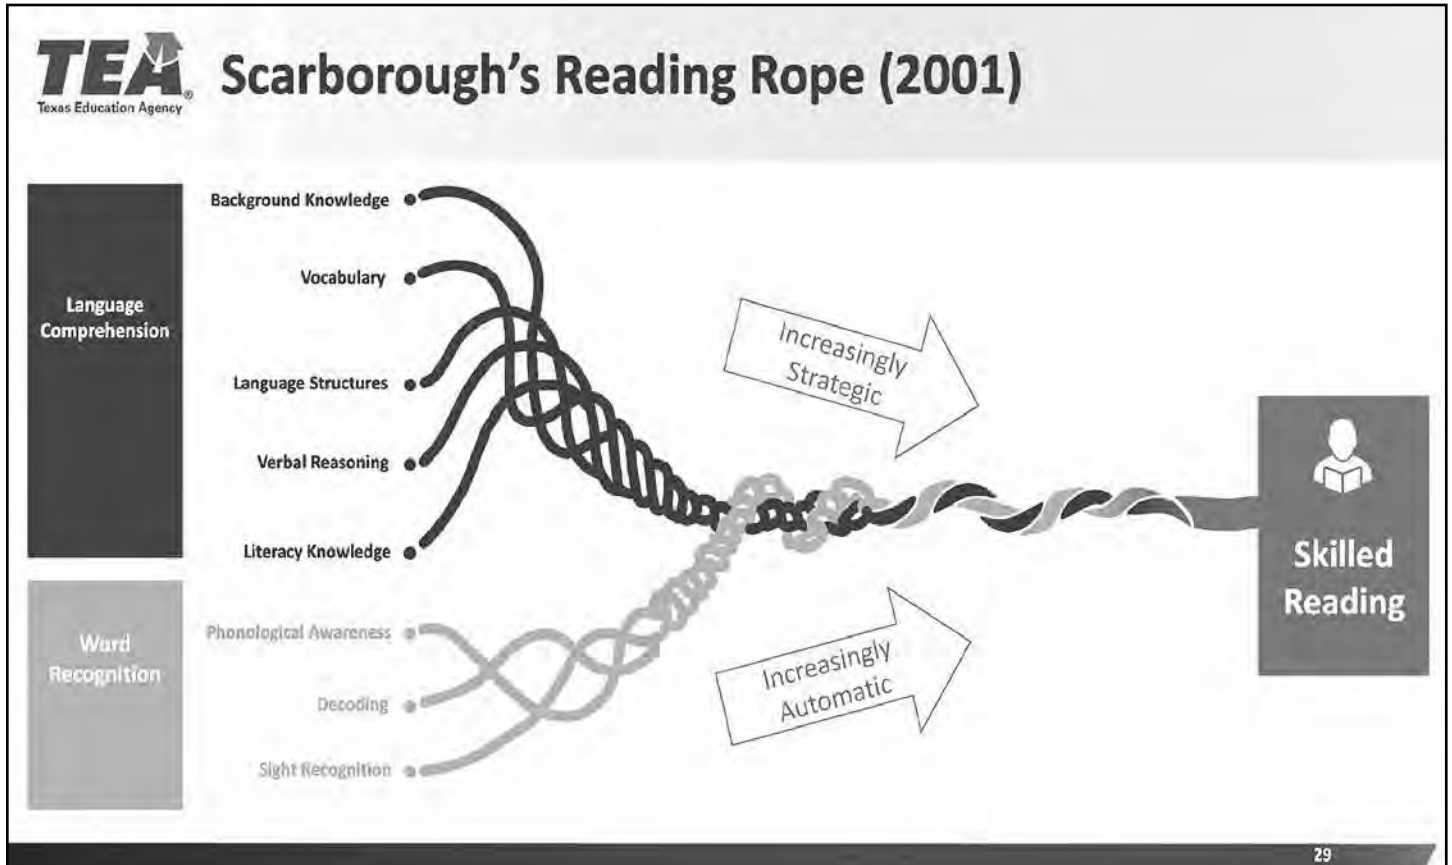 TEA®
Texas Education Agency
Scarborough's Reading Rope (2001)
Language
Comprehension
Background Knowledge
Vocabulary
Language Structures
Verbal Reasoning
Literacy Knowledge
Word
Recognition
Phonological Awareness
Decoding
Sight Recognition
Increasingly
Strategic
Increasingly
Automatic
Skilled
Reading
29